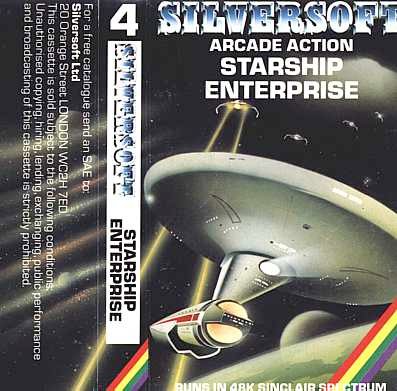 For a free catalogue send an SAE to:
Silversoft Ltd
20 Orange Street LONDON WC2H 7ED
This cassette is sold subject to the following conditions:
Unauthorised copying, hiring, lending, exchanging, public performance
and broadcasting of this cassette is strictly prohibited.
4
SILVERSOFT
STARSHIP
ENTERPRISE
SILVERSOFT
ARCADE ACTION
STARSHIP
ENTERPRISE
RUNS IN 48K SINCLAIR SPECTRUM